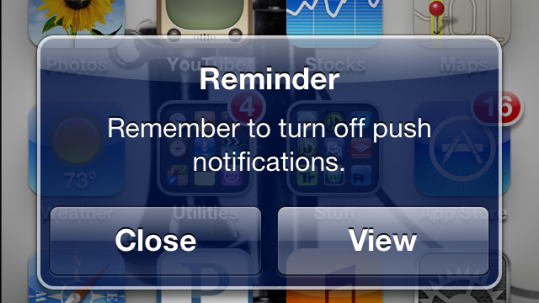 Photos YouTube Stocks Maps
Reminder
4
16
Remember to turn off push
notifications.
73°
Weather Utilities Stuff App Store
Close View
P